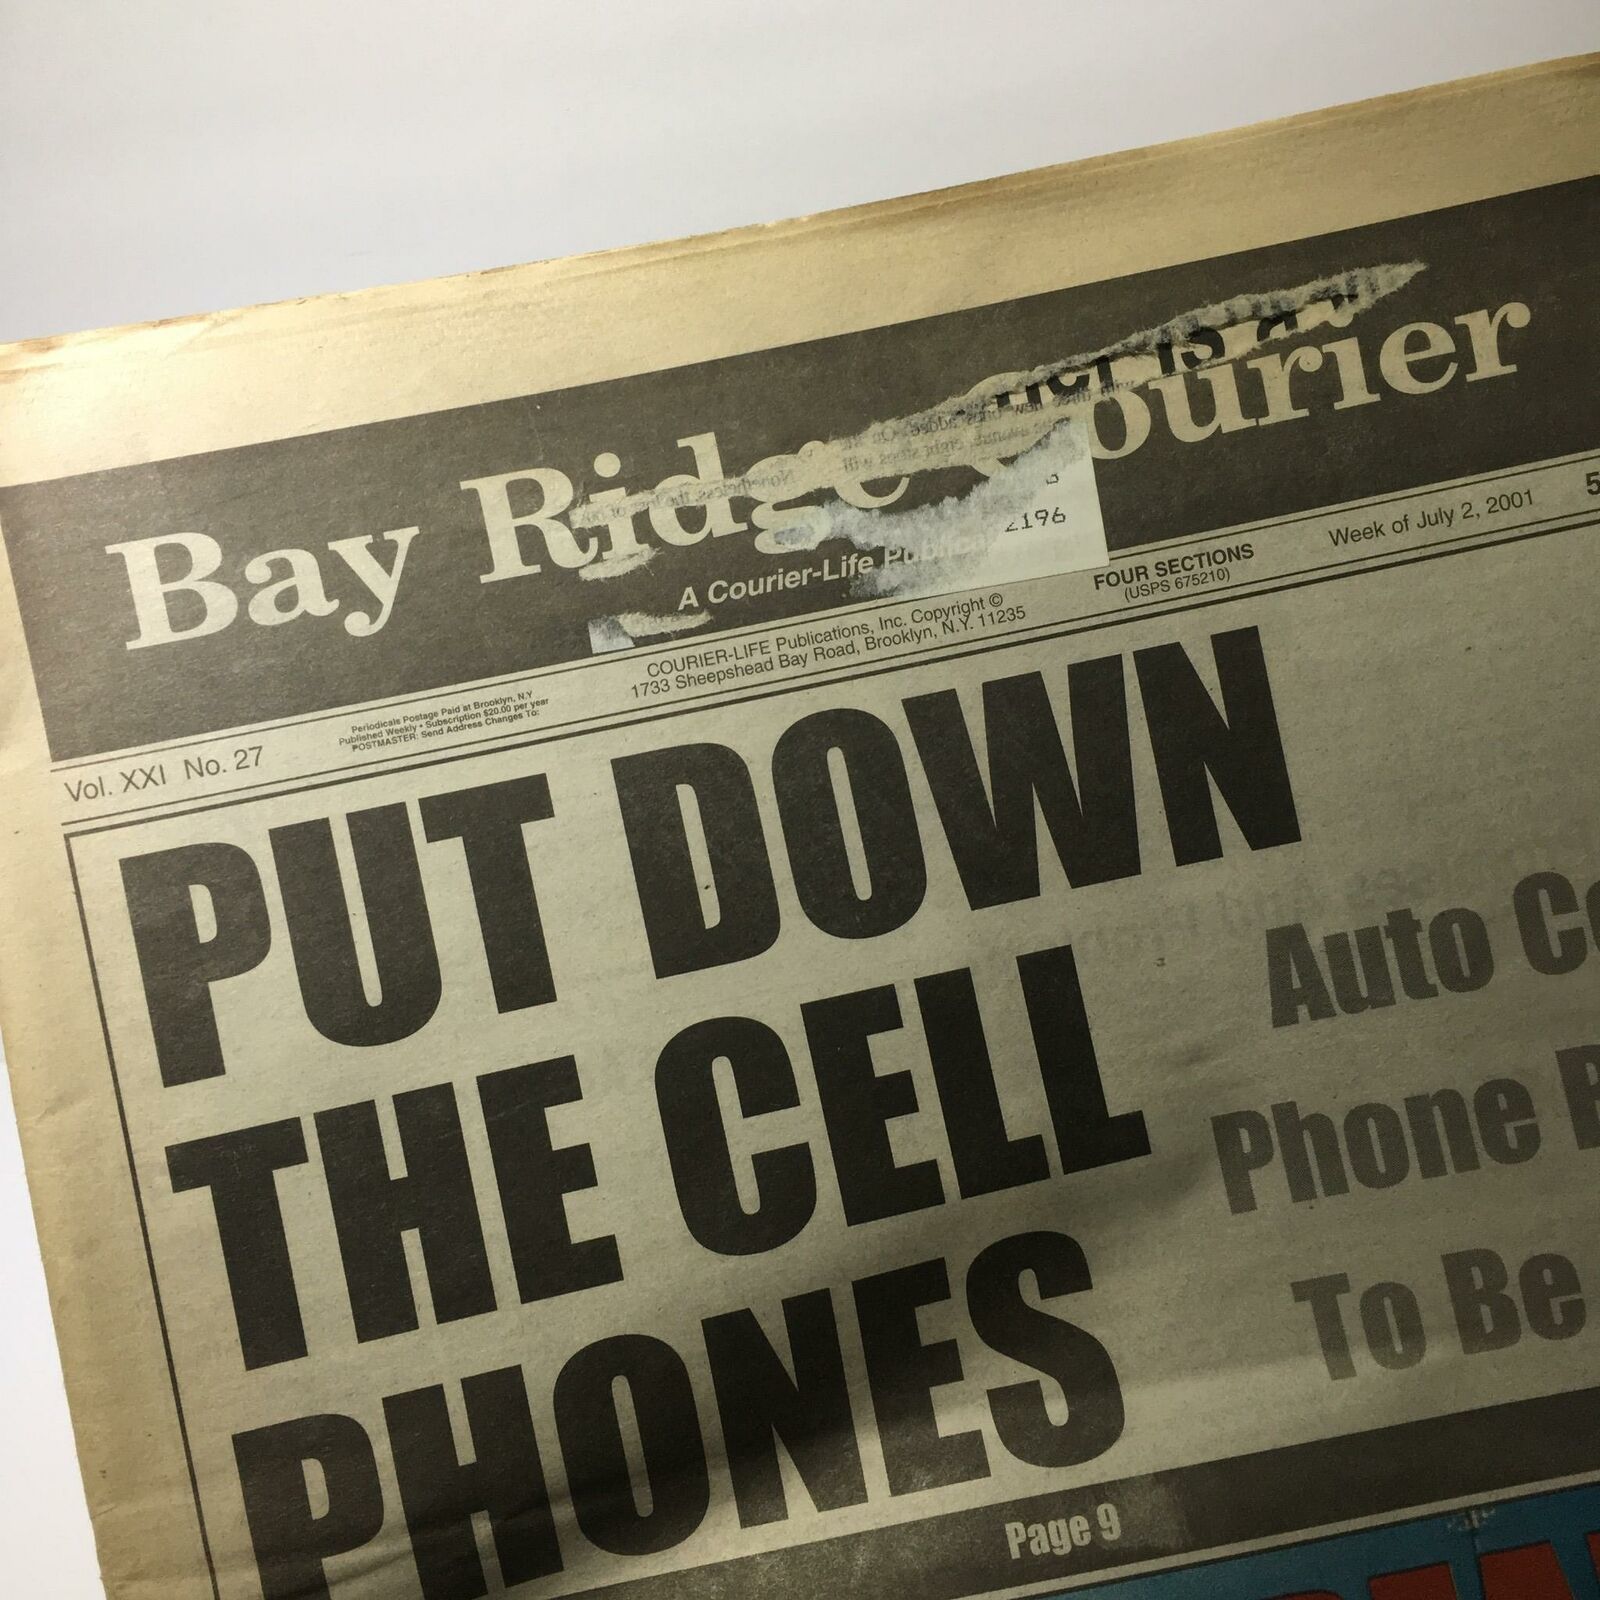 Bay Ridge Courier
2196
A Courier-Life
COURIER-LIFE Publications, Inc. Copyright ©
1733 Sheepshead Bay Road, Brooklyn, N.Y. 11235
FOUR SECTIONS
(USPS 675210)
Week of July 2, 2001
Vol. XXI No. 27
Periodicals Postage Paid at Brooklyn, N.Y
Published Weekly • Subscription $20.00 per year
POSTMASTER: Send Address Changes To:
PUT DOWN
THE CELL
PHONES
Auto
Phone
To Be
Page 9